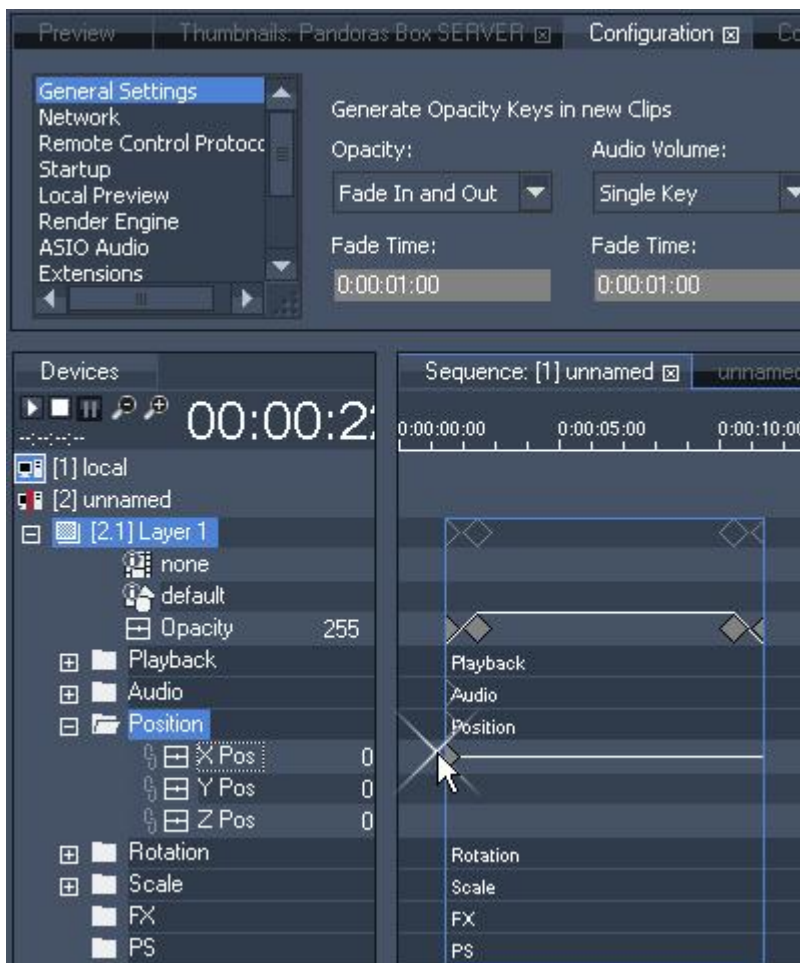 Preview Thumbnails: Pandoras Box SERVER Configuration
General Settings
Network
Remote Control Protocc
Startup
Local Preview
Render Engine
ASIO Audio
Extensions
Generate Opacity Keys in new Clips
Opacity: Audio Volume:
Fade In and Out Single Key
Fade Time: Fade Time:
0:00:01:00 0:00:01:00
Devices
Sequence: [1] unnamed unnamed
--:--:--:-- 00:00:2
0:00:00:00 0:00:05:00 0:00:10:00
[1] local
[2] unnamed
[2.1] Layer 1
none
default
Opacity 255
Playback Playback
Audio Audio
Position Position
X Pos 0
Y Pos 0
Z Pos 0
Rotation Rotation
Scale Scale
FX FX
PS PS